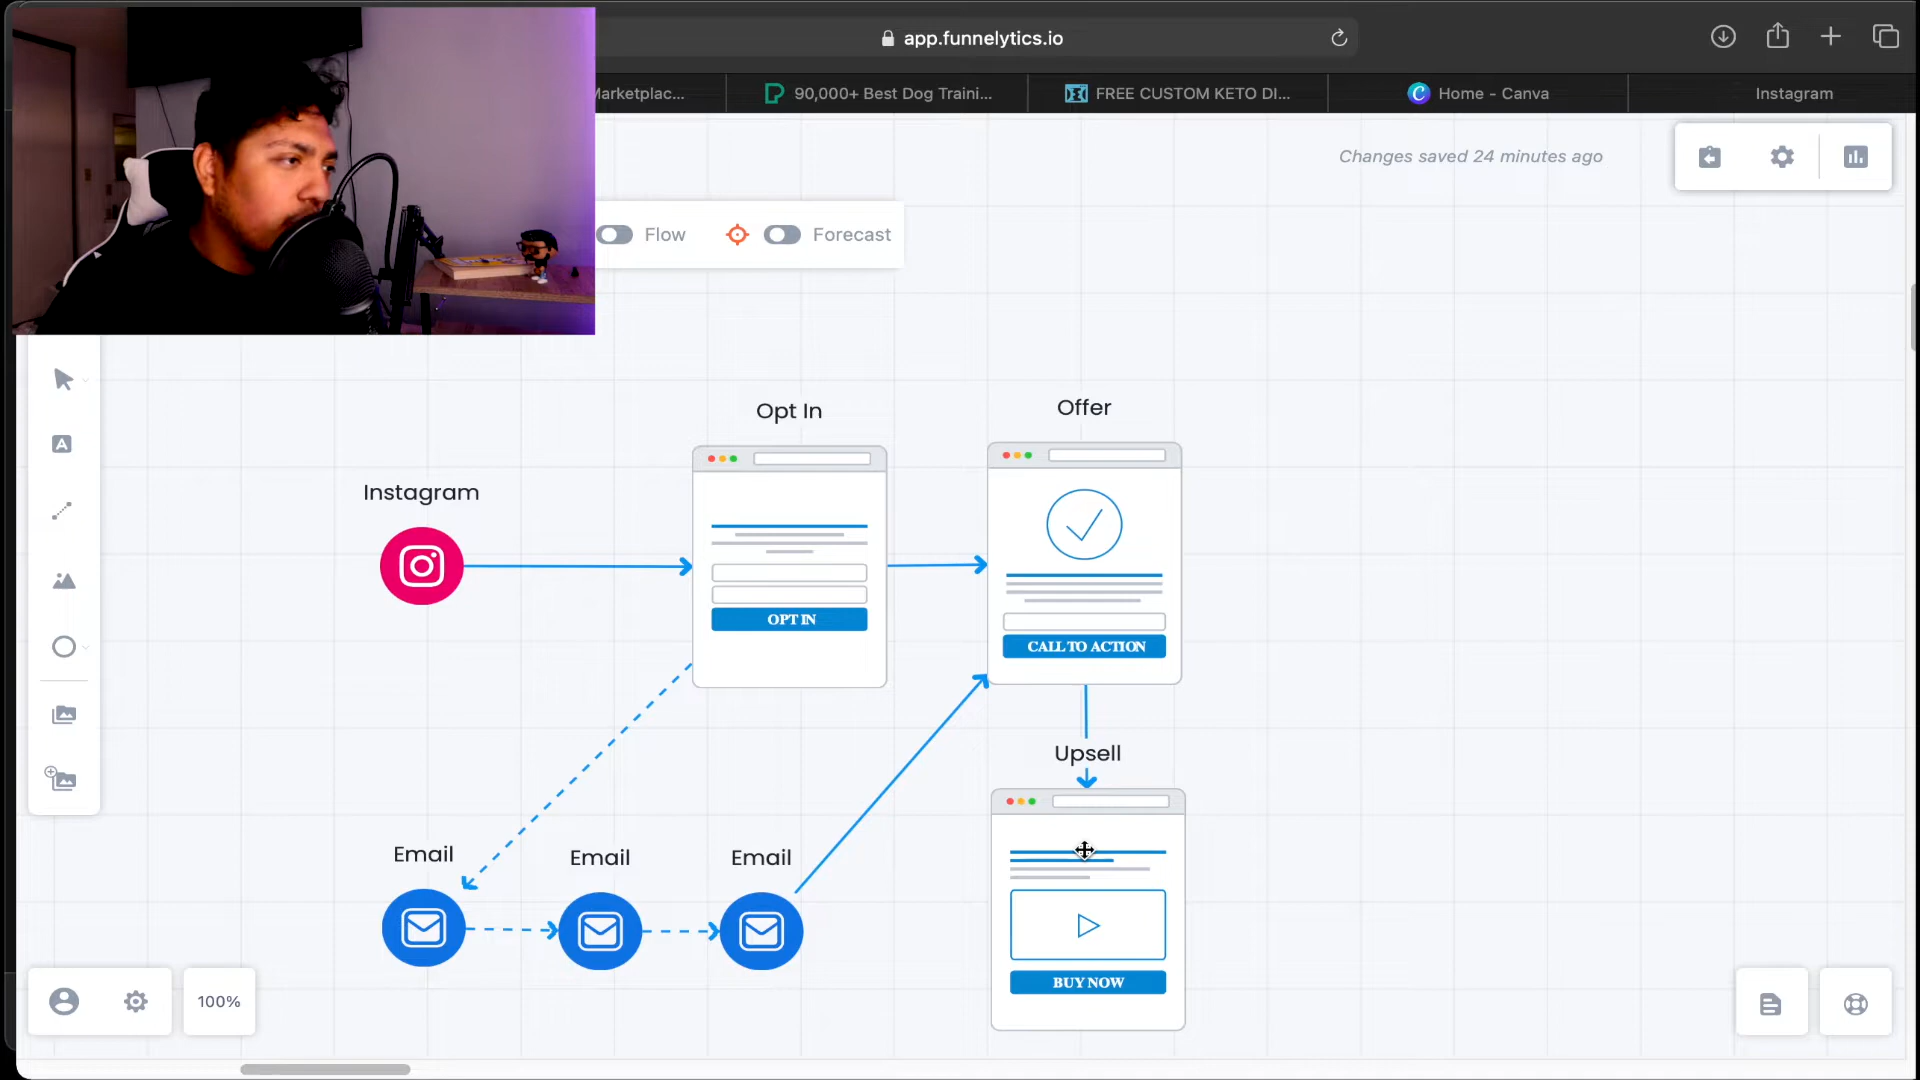 app.funnelytics.io
Marketplac...
90,000+ Best Dog Traini...
FREE CUSTOM KETO DI...
Home - Canva
Instagram
Changes saved 24 minutes ago
Flow
Forecast
Opt In
Offer
Instagram
OPT IN
CALL TO ACTION
Upsell
Email
Email
Email
BUY NOW
100%